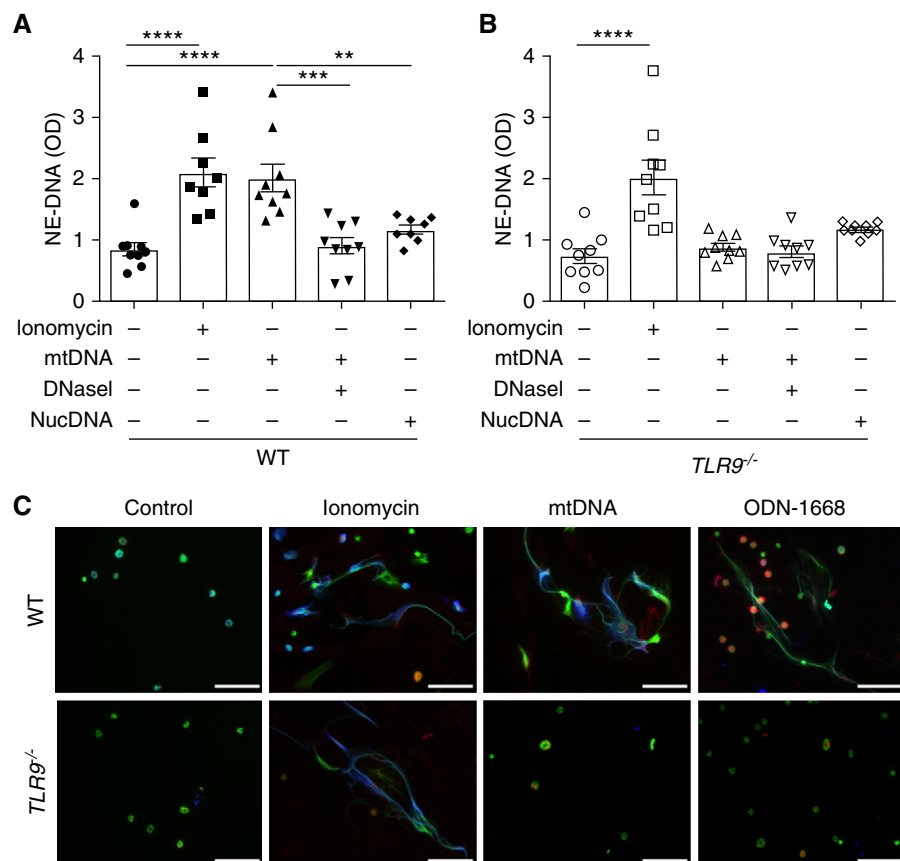 A
B
**** ****
**** **
***
NE-DNA (OD)
4
3
2
1
0
Ionomycin – + – – –
mtDNA – – + + –
DNaseI – – – + –
NucDNA – – – – +
WT
NE-DNA (OD)
4
3
2
1
0
Ionomycin – + – – –
mtDNA – – + + –
DNaseI – – – + –
NucDNA – – – – +
TLR9-/-
C
Control Ionomycin mtDNA ODN-1668
WT
TLR9-/-